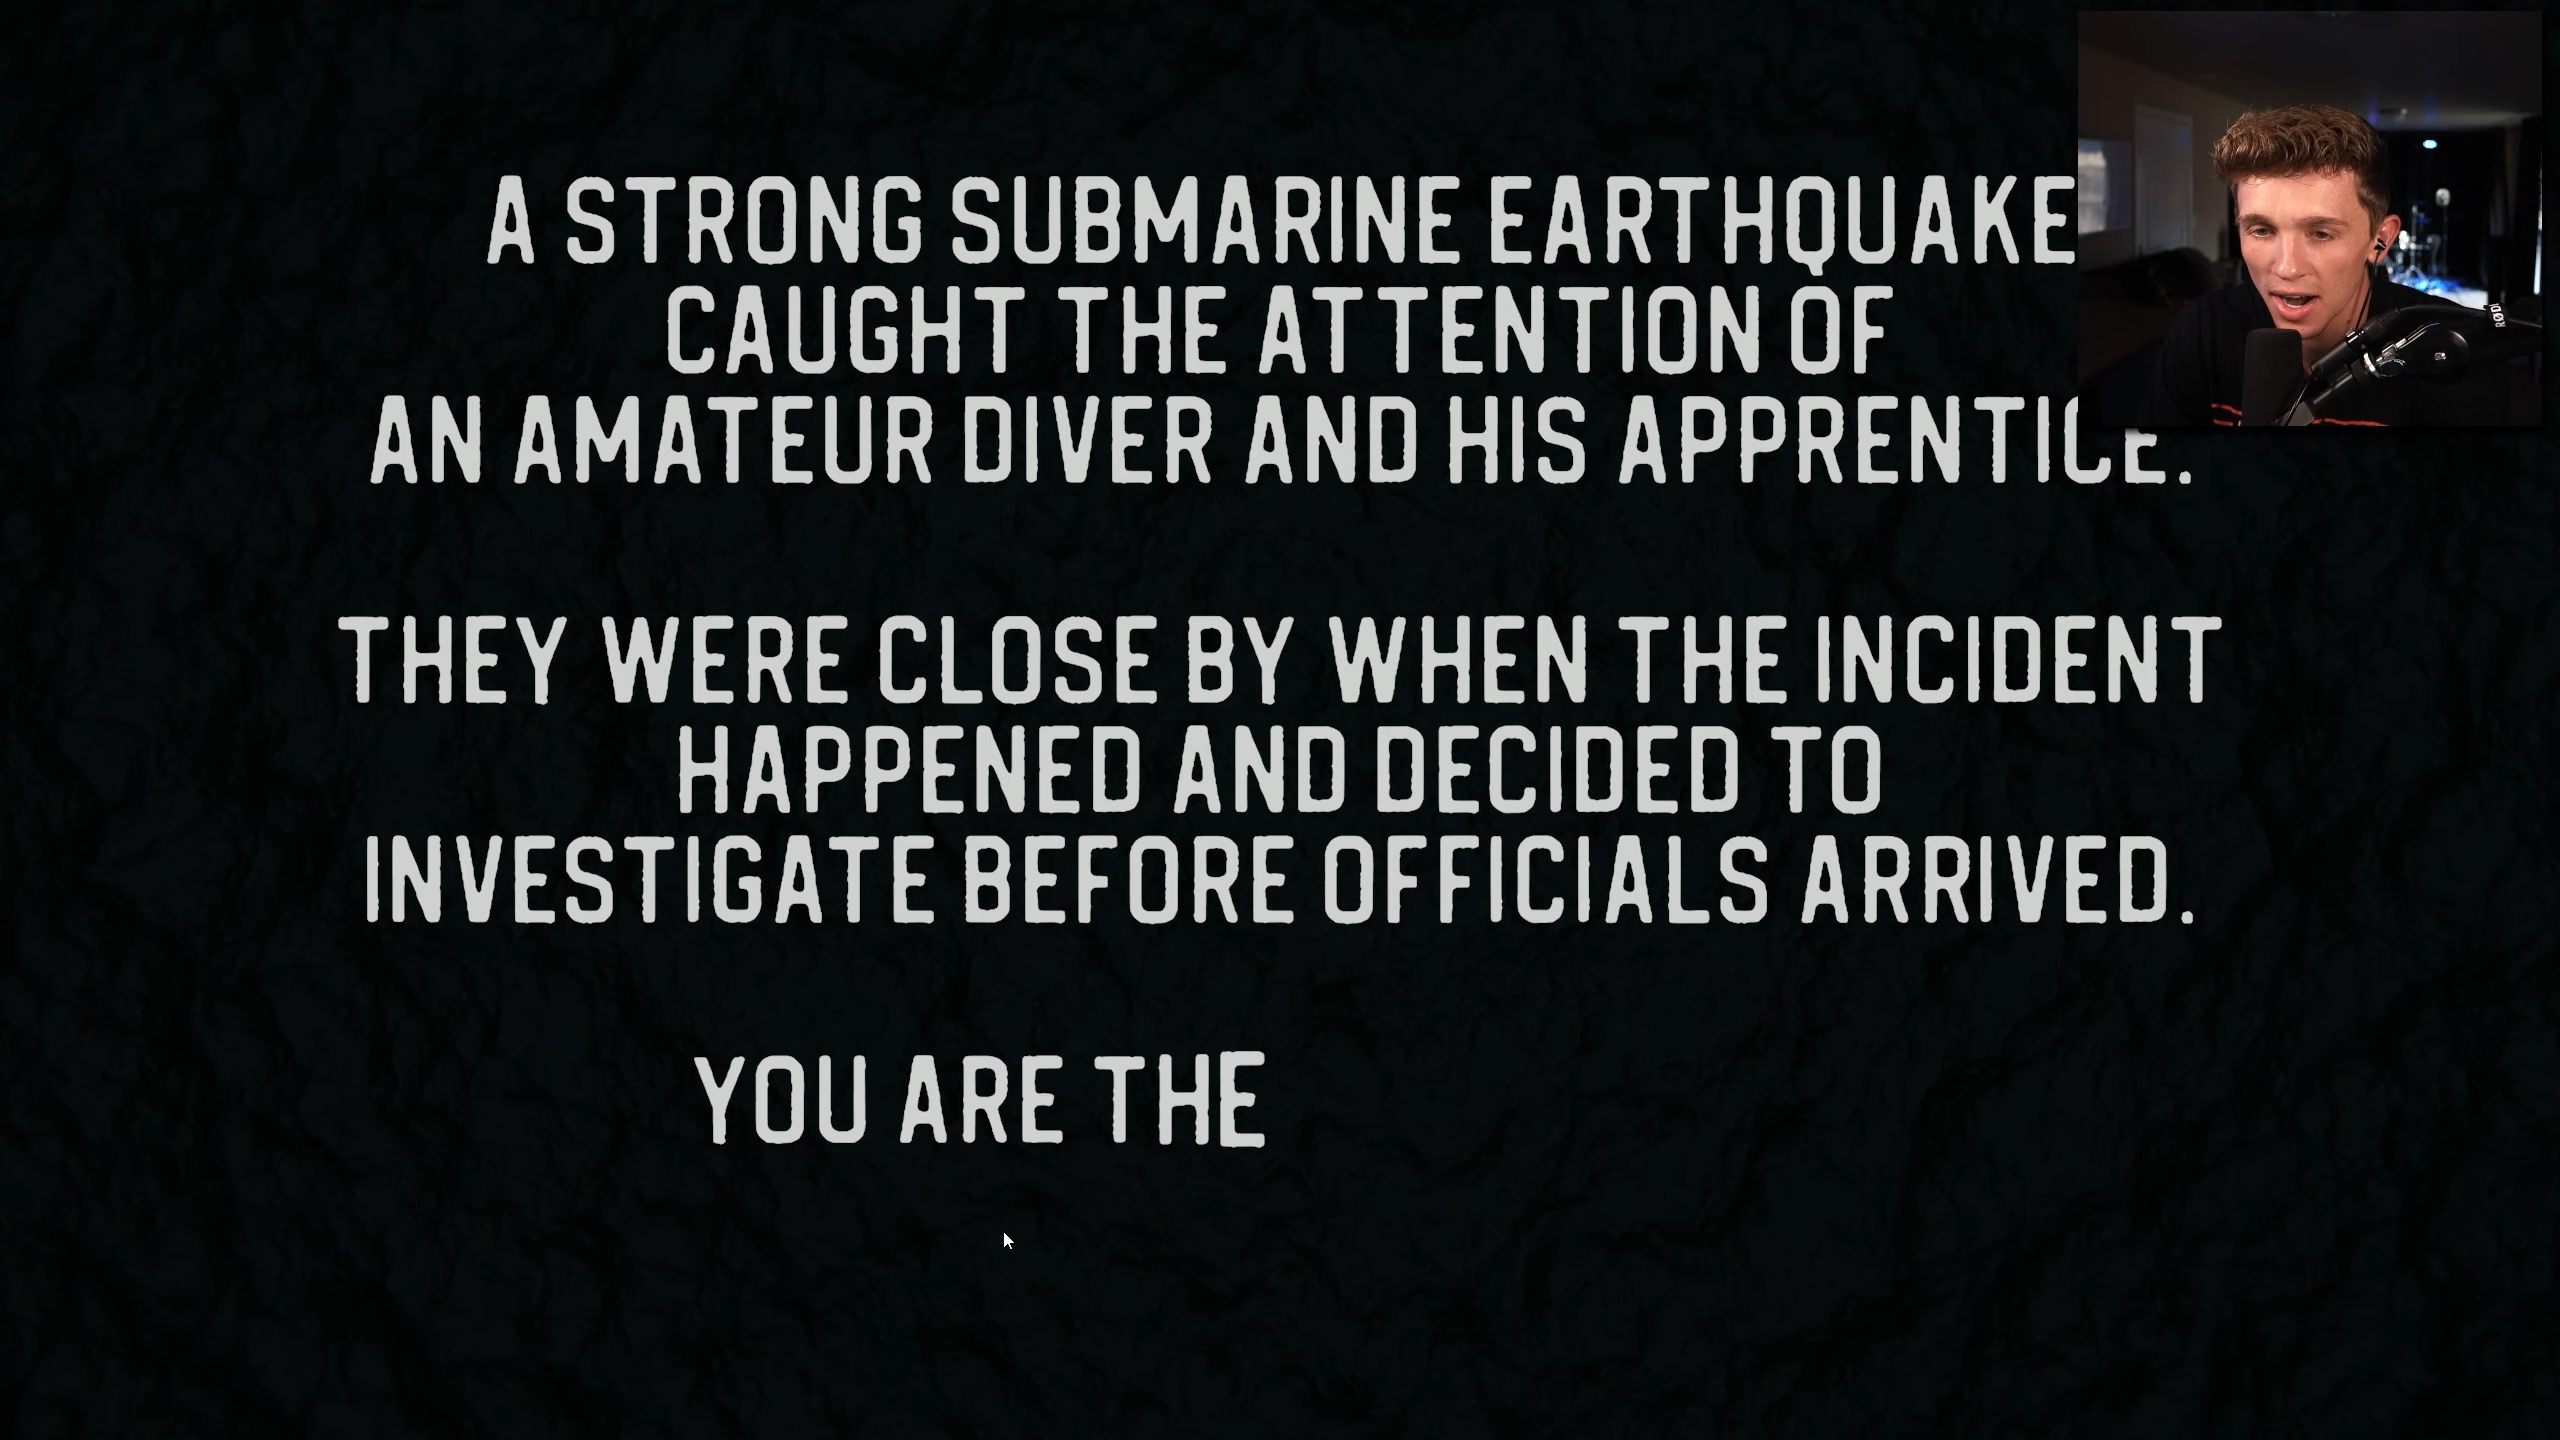 A STRONG SUBMARINE EARTHQUAKE
CAUGHT THE ATTENTION OF
AN AMATEUR DIVER AND HIS APPRENTICE.
THEY WERE CLOSE BY WHEN THE INCIDENT
HAPPENED AND DECIDED TO
INVESTIGATE BEFORE OFFICIALS ARRIVED.
YOU ARE THE
RØDE